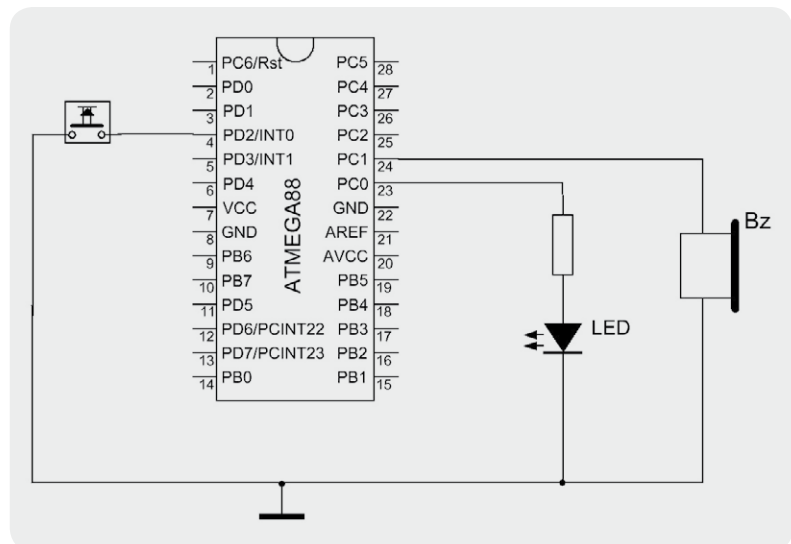 PC6/Rst PC5
1 28
PD0 PC4
2 27
PD1 PC3
3 26
PD2/INT0 PC2
4 25
PD3/INT1 PC1
5 24
PD4 PC0
6 23
VCC GND
7 22
GND AREF
8 21
PB6 AVCC
9 20
PB7 PB5
10 19
PD5 PB4
11 18
PD6/PCINT22 PB3
12 17
PD7/PCINT23 PB2
13 16
PB0 PB1
14 15
ATMEGA88
LED
Bz